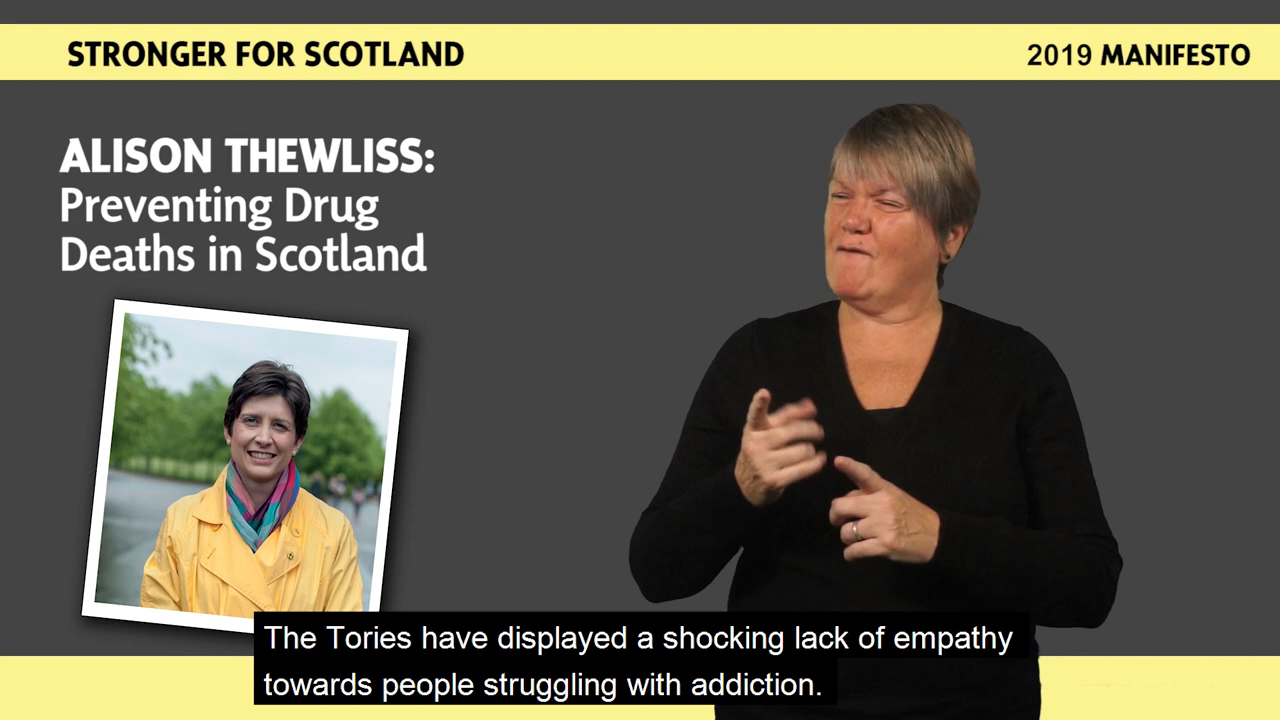 STRONGER FOR SCOTLAND
2019 MANIFESTO
ALISON THEWLISS:
Preventing Drug
Deaths in Scotland
The Tories have displayed a shocking lack of empathy
towards people struggling with addiction.